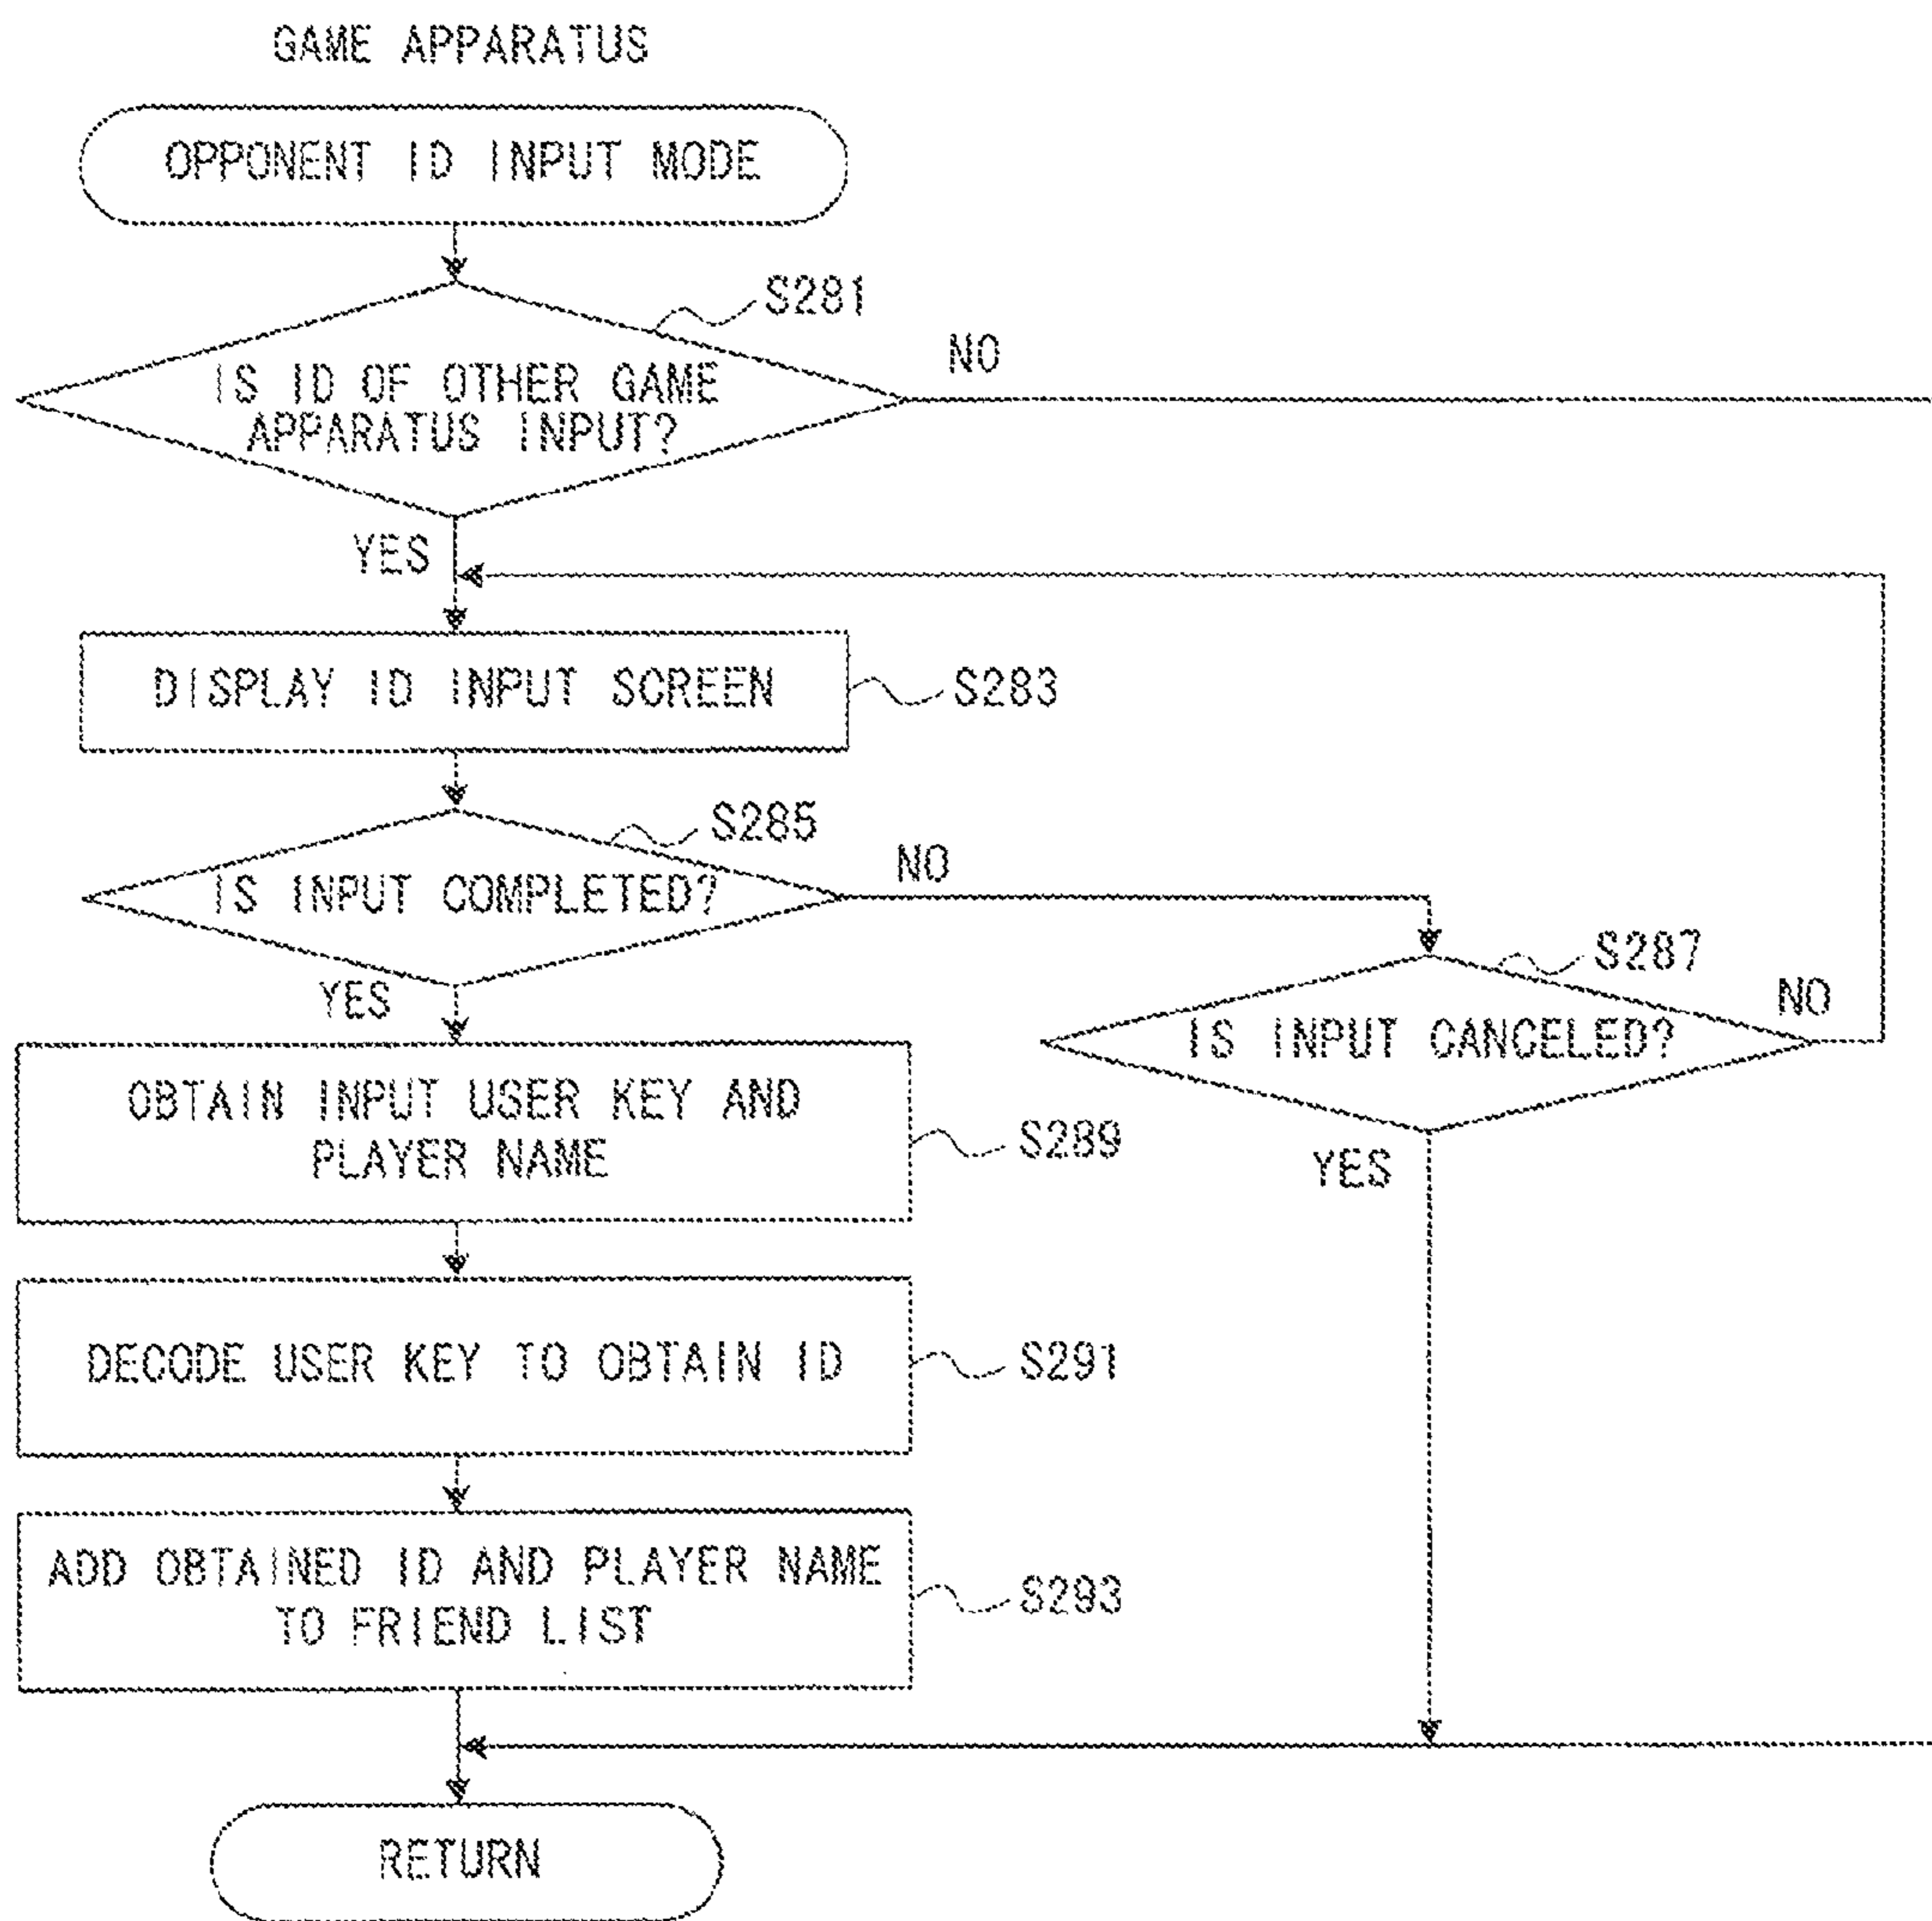 GAME APPARATUS
OPPONENT ID INPUT MODE
S281
NO
IS ID OF OTHER GAME
APPARATUS INPUT?
YES
DISPLAY ID INPUT SCREEN
S283
S285
NO
IS INPUT COMPLETED?
YES
S287
NO
IS INPUT CANCELED?
YES
OBTAIN INPUT USER KEY AND
PLAYER NAME
S289
DECODE USER KEY TO OBTAIN ID
S291
ADD OBTAINED ID AND PLAYER NAME
TO FRIEND LIST
S293
RETURN